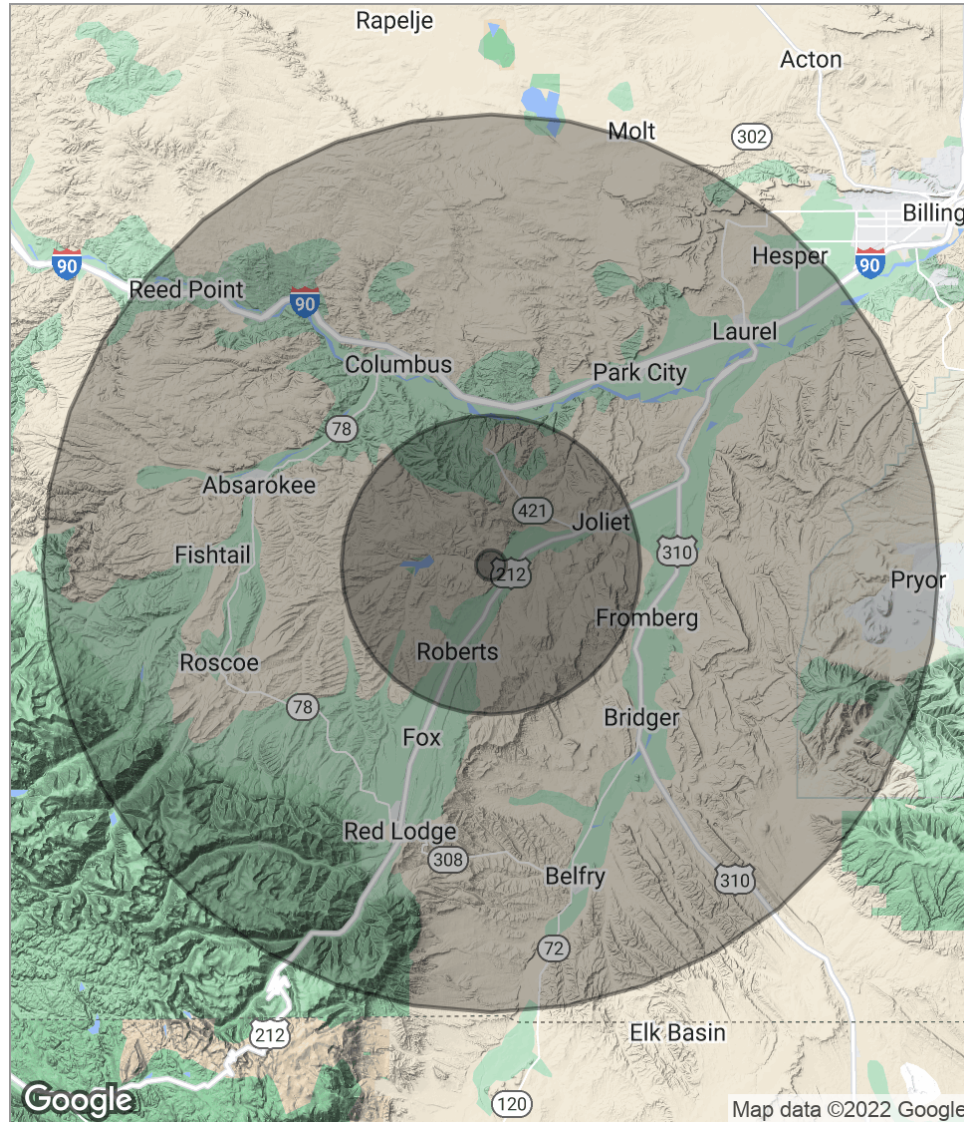 Rapelje
Acton
Molt
302
Billing
Hesper
90
90
Reed Point
90
Laurel
Columbus
Park City
78
Absarokee
421
Joliet
Fishtail
310
212
Pryor
Fromberg
Roberts
Roscoe
78
Bridger
Fox
Red Lodge
308
Belfry
310
72
212
Elk Basin
Google
120
Map data ©2022 Google